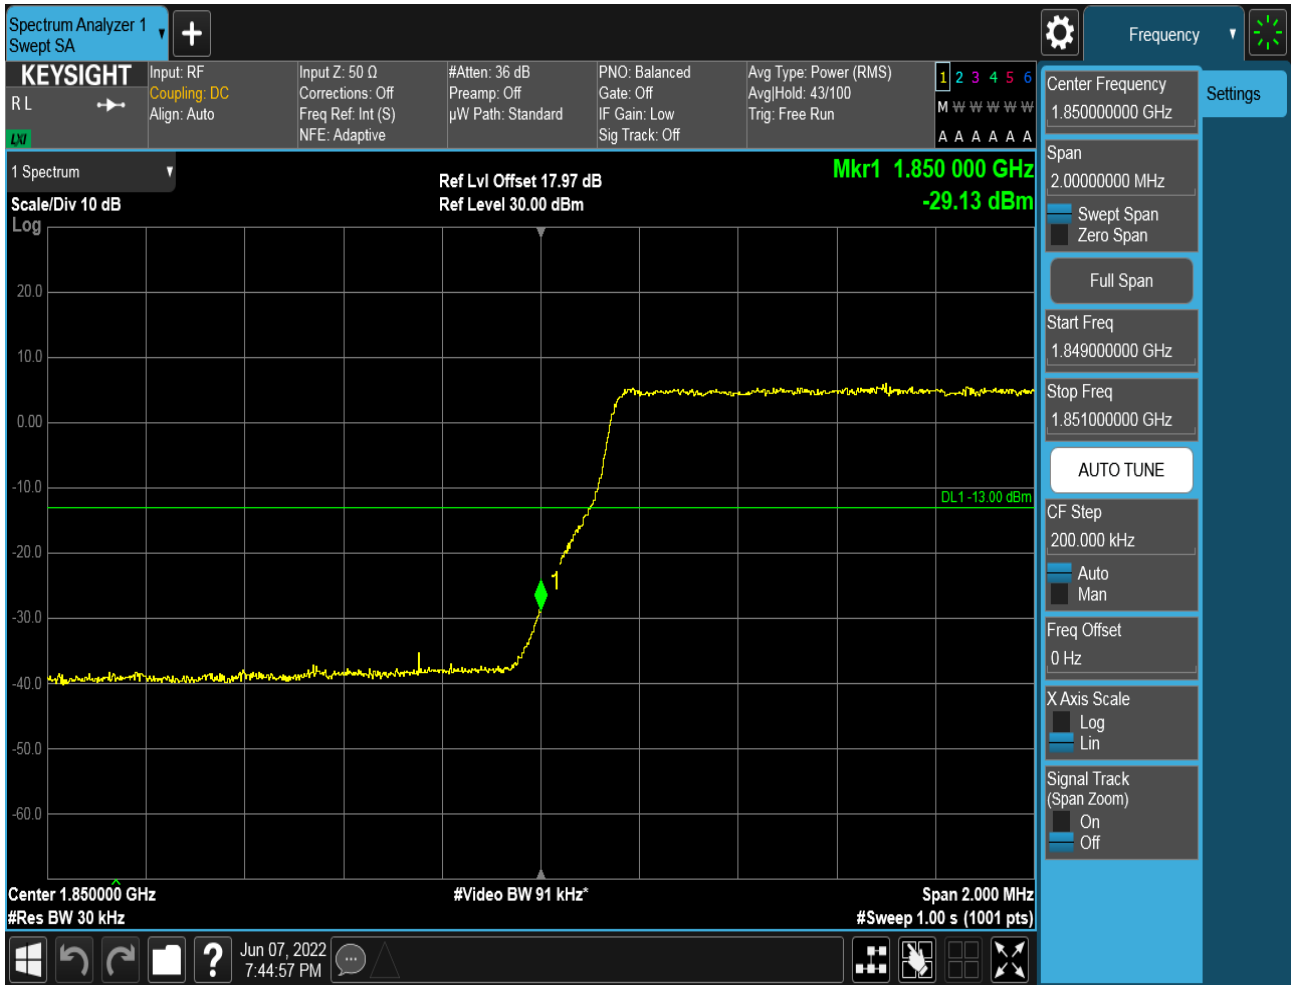 Spectrum Analyzer 1
Swept SA
Frequency
KEYSIGHT
R L
LXI
Input: RF
Coupling: DC
Align: Auto
Input Z: 50 Ω
Corrections: Off
Freq Ref: Int (S)
NFE: Adaptive
#Atten: 36 dB
Preamp: Off
µW Path: Standard
PNO: Balanced
Gate: Off
IF Gain: Low
Sig Track: Off
Avg Type: Power (RMS)
Avg|Hold: 43/100
Trig: Free Run
1 2 3 4 5 6
M W W W W W
A A A A A A
1 Spectrum
Scale/Div 10 dB
Log
Ref Lvl Offset 17.97 dB
Ref Level 30.00 dBm
Mkr1 1.850 000 GHz
-29.13 dBm
20.0
10.0
0.00
-10.0
-20.0
-30.0
-40.0
-50.0
-60.0
DL1 -13.00 dBm
1
Center 1.850000 GHz
#Res BW 30 kHz
#Video BW 91 kHz*
Span 2.000 MHz
#Sweep 1.00 s (1001 pts)
Center Frequency
1.850000000 GHz
Settings
Span
2.00000000 MHz
Swept Span
Zero Span
Full Span
Start Freq
1.849000000 GHz
Stop Freq
1.851000000 GHz
AUTO TUNE
CF Step
200.000 kHz
Auto
Man
Freq Offset
0 Hz
X Axis Scale
Log
Lin
Signal Track
(Span Zoom)
On
Off
?
Jun 07, 2022
7:44:57 PM